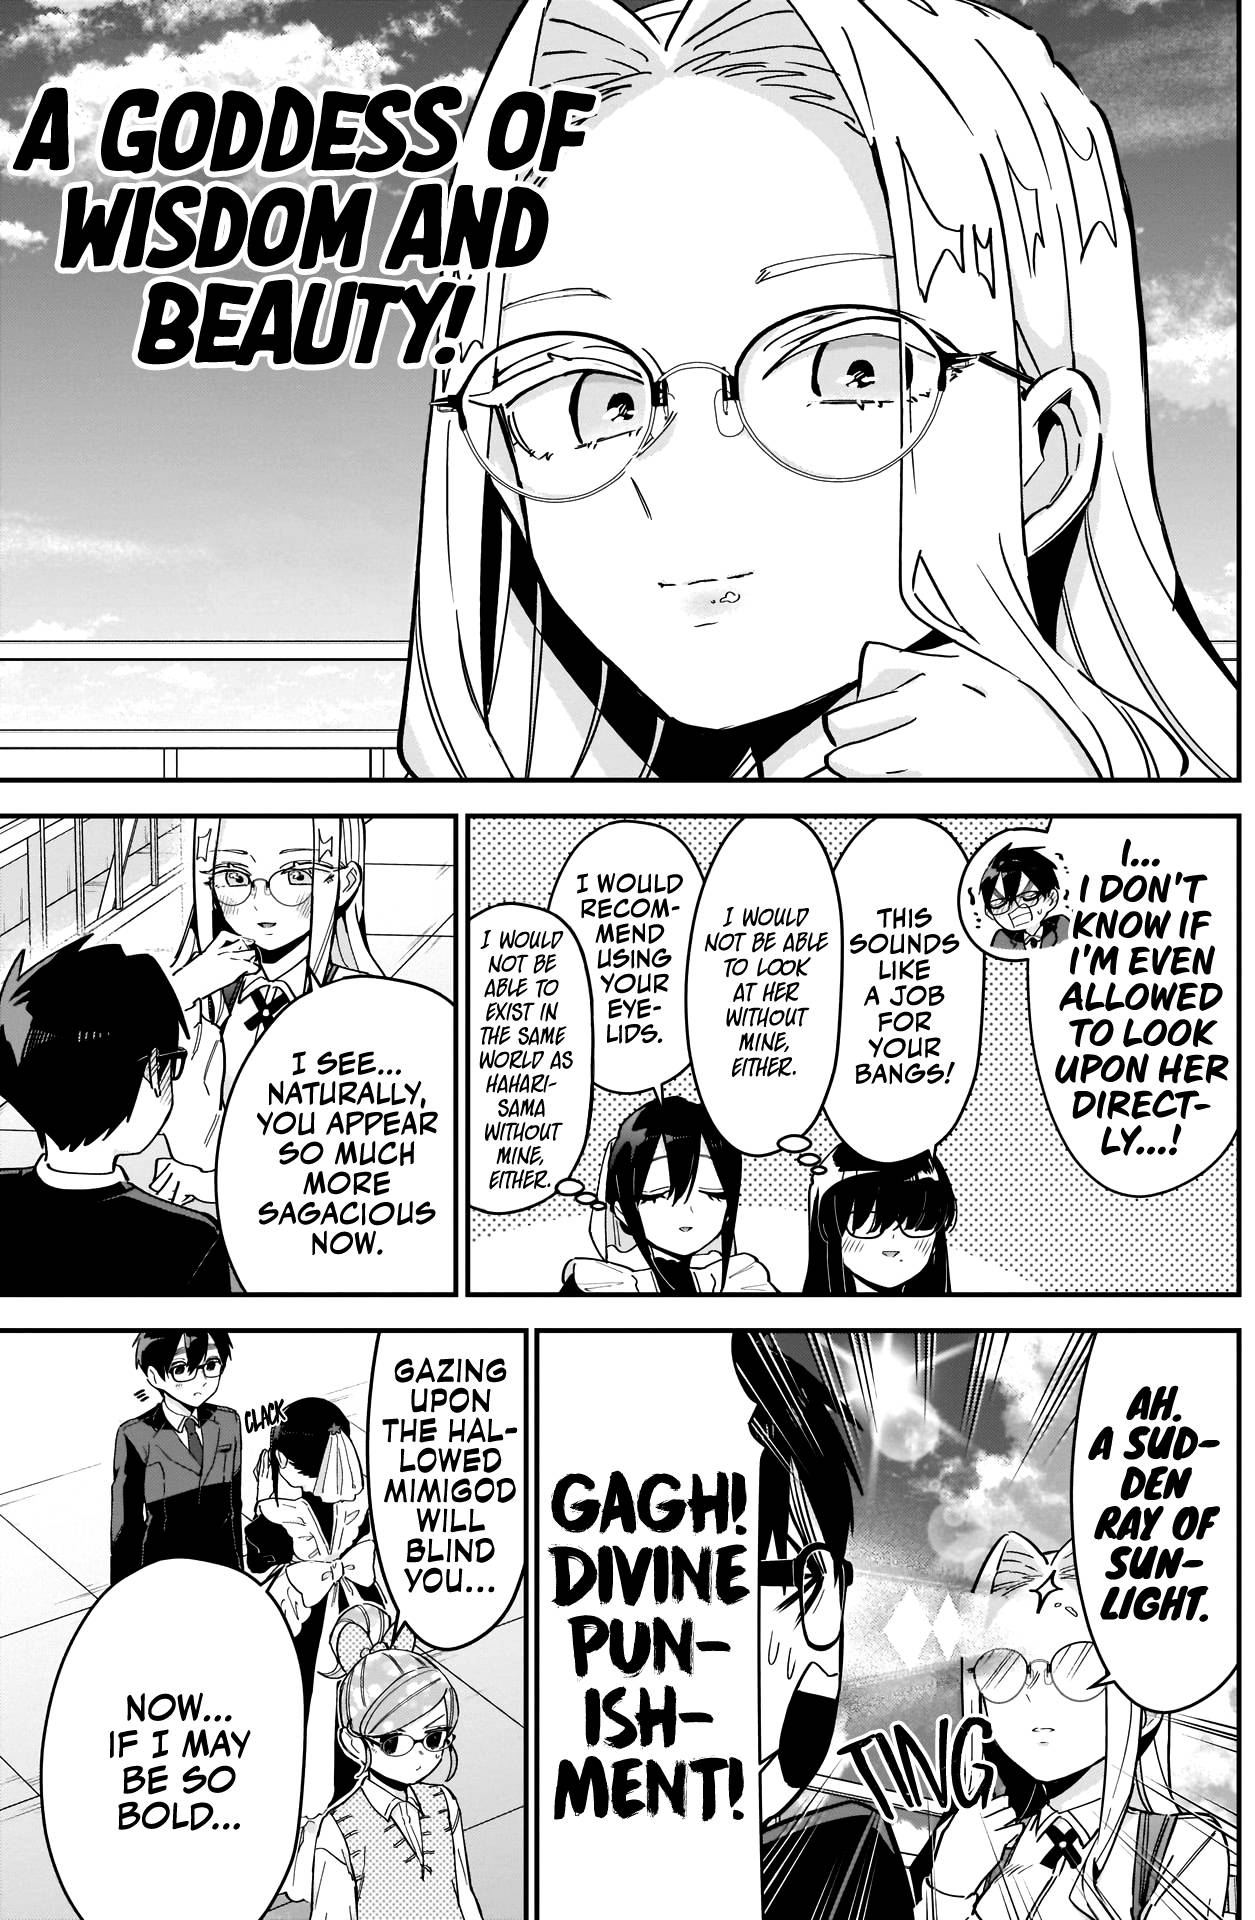 A GODDESS OF
WISDOM AND
BEAUTY!
I...
I DON'T
KNOW IF
I'M EVEN
ALLOWED
TO LOOK
UPON HER
DIRECT-
LY...!
THIS
SOUNDS
LIKE
A JOB
FOR
YOUR
BANGS!
I WOULD
NOT BE ABLE
TO LOOK
AT HER
WITHOUT
MINE,
EITHER.
I WOULD
RECOM-
MEND
USING
YOUR
EYE-
LIDS.
I WOULD
NOT BE
ABLE TO
EXIST IN
THE SAME
WORLD AS
HAHARI-
SAMA
WITHOUT
MINE,
EITHER.
I SEE...
NATURALLY,
YOU APPEAR
SO MUCH
MORE
SAGACIOUS
NOW.
AH.
A SUD-
DEN
RAY OF
SUN-
LIGHT.
TING
GAGH!
DIVINE
PUN-
ISH-
MENT!
GAZING
UPON
THE HAL-
LOWED
MIMIGOD
WILL
BLIND
YOU...
CLACK
NOW...
IF I MAY
BE SO
BOLD...